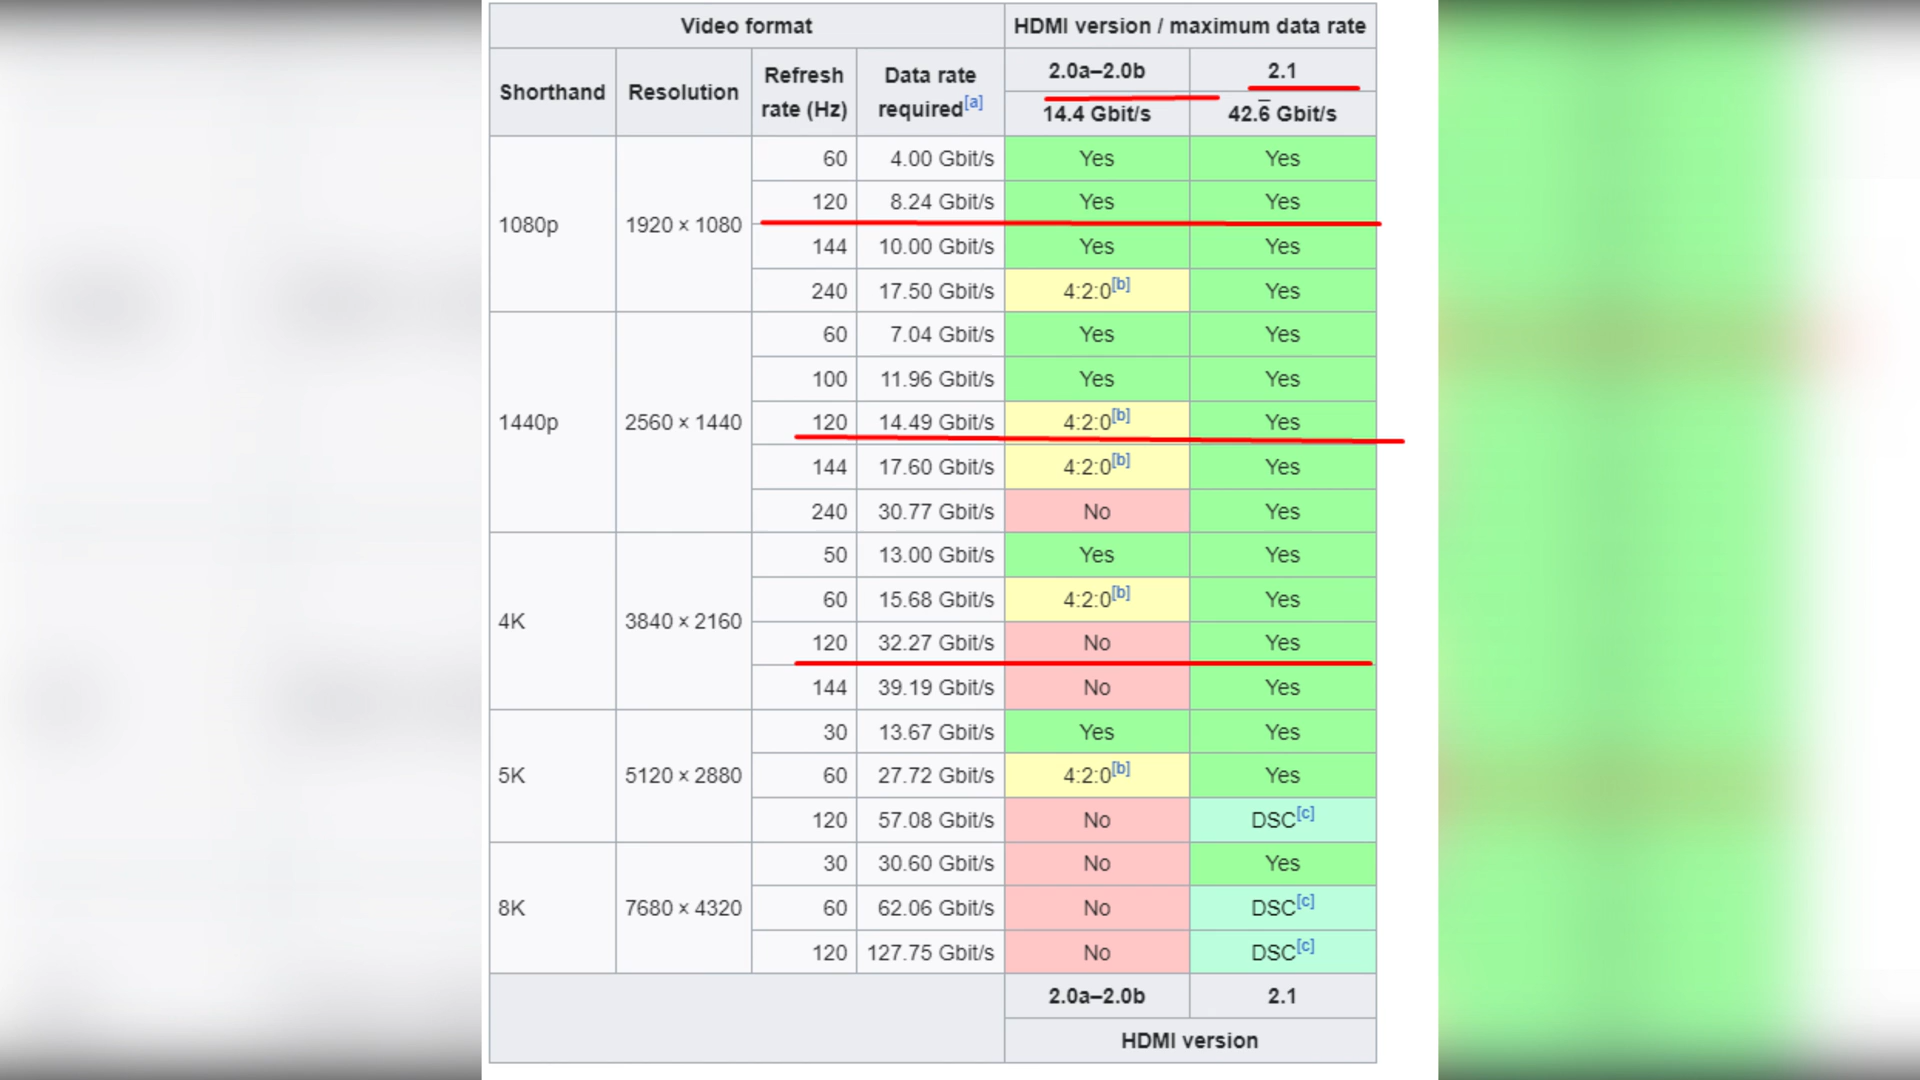 Video format HDMI version / maximum data rate
Shorthand Resolution Refresh rate (Hz) Data rate required[a] 2.0a–2.0b 2.1
14.4 Gbit/s 42.6̅ Gbit/s
1080p 1920 × 1080 60 4.00 Gbit/s Yes Yes
120 8.24 Gbit/s Yes Yes
144 10.00 Gbit/s Yes Yes
240 17.50 Gbit/s 4:2:0[b] Yes
1440p 2560 × 1440 60 7.04 Gbit/s Yes Yes
100 11.96 Gbit/s Yes Yes
120 14.49 Gbit/s 4:2:0[b] Yes
144 17.60 Gbit/s 4:2:0[b] Yes
240 30.77 Gbit/s No Yes
4K 3840 × 2160 50 13.00 Gbit/s Yes Yes
60 15.68 Gbit/s 4:2:0[b] Yes
120 32.27 Gbit/s No Yes
144 39.19 Gbit/s No Yes
5K 5120 × 2880 30 13.67 Gbit/s Yes Yes
60 27.72 Gbit/s 4:2:0[b] Yes
120 57.08 Gbit/s No DSC[c]
8K 7680 × 4320 30 30.60 Gbit/s No Yes
60 62.06 Gbit/s No DSC[c]
120 127.75 Gbit/s No DSC[c]
2.0a–2.0b 2.1
HDMI version